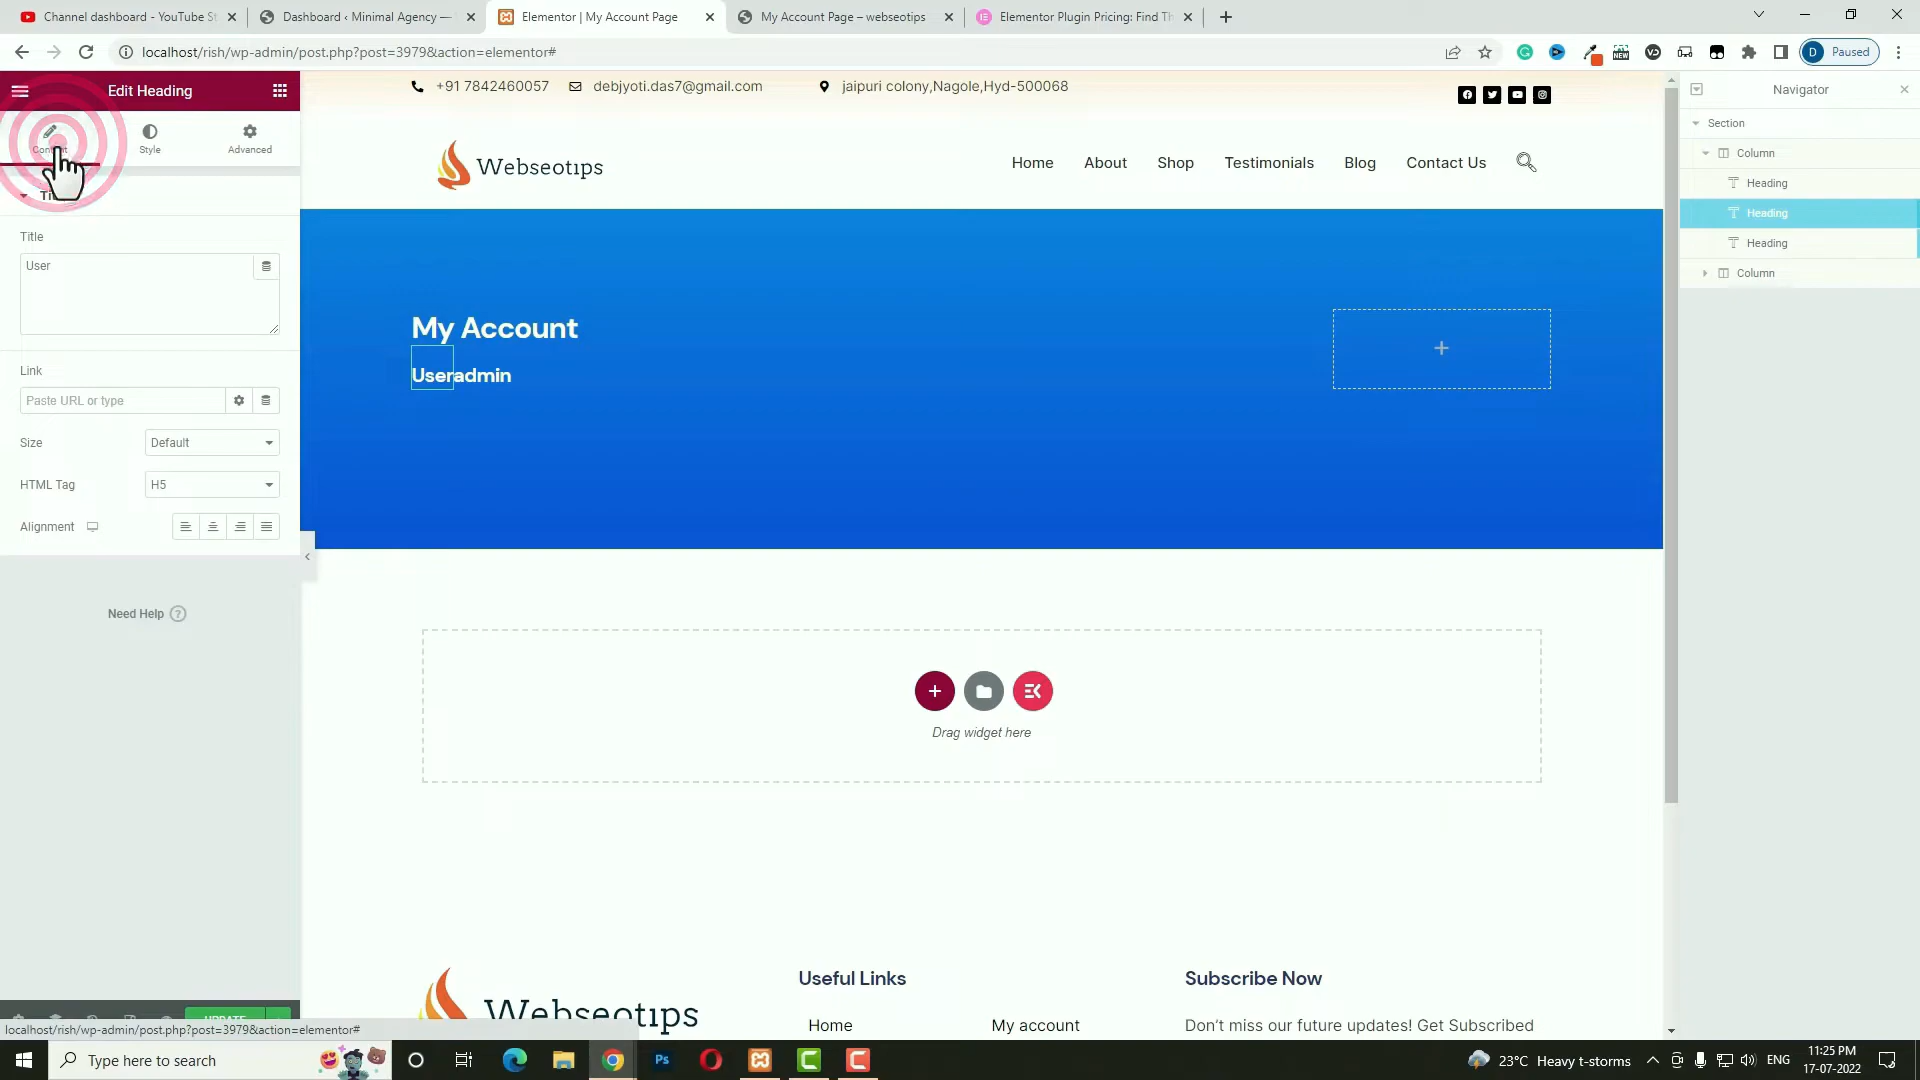 Channel dashboard - YouTube St
Dashboard ‹ Minimal Agency —
Elementor | My Account Page
My Account Page – webseotips
Elementor Plugin Pricing: Find Th
localhost/rish/wp-admin/post.php?post=3979&action=elementor#
NEW
D Paused
Edit Heading
Style
Advanced
Title
User
Link
Paste URL or type
Size
Default
HTML Tag
H5
Alignment
Need Help ?
UPDATE
localhost/rish/wp-admin/post.php?post=3979&action=elementor#
+91 7842460057
debjyoti.das7@gmail.com
jaipuri colony,Nagole,Hyd-500068
Webseotips
Home
About
Shop
Testimonials
Blog
Contact Us
My Account
Useradmin
Drag widget here
Webseotips
Useful Links
Home
My account
Subscribe Now
Don't miss our future updates! Get Subscribed
Navigator
Section
Column
Heading
Heading
Heading
Column
Type here to search
Ps
23°C Heavy t-storms
ENG
11:25 PM
17-07-2022